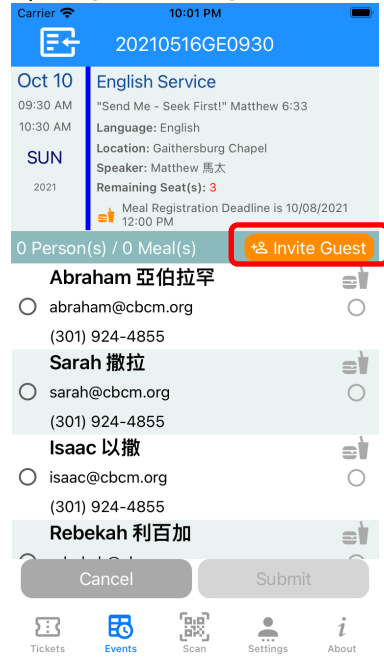 Carrier 10:01 PM
20210516GE0930
Oct 10 English Service
09:30 AM "Send Me - Seek First!" Matthew 6:33
10:30 AM Language: English
Location: Gaithersburg Chapel
SUN Speaker: Matthew 馬太
2021 Remaining Seat(s): 3
Meal Registration Deadline is 10/08/2021
12:00 PM
0 Person(s) / 0 Meal(s) Invite Guest
Abraham 亞伯拉罕
abraham@cbcm.org
(301) 924-4855
Sarah 撒拉
sarah@cbcm.org
(301) 924-4855
Isaac 以撒
isaac@cbcm.org
(301) 924-4855
Rebekah 利百加
Cancel Submit
Tickets Events Scan Settings About